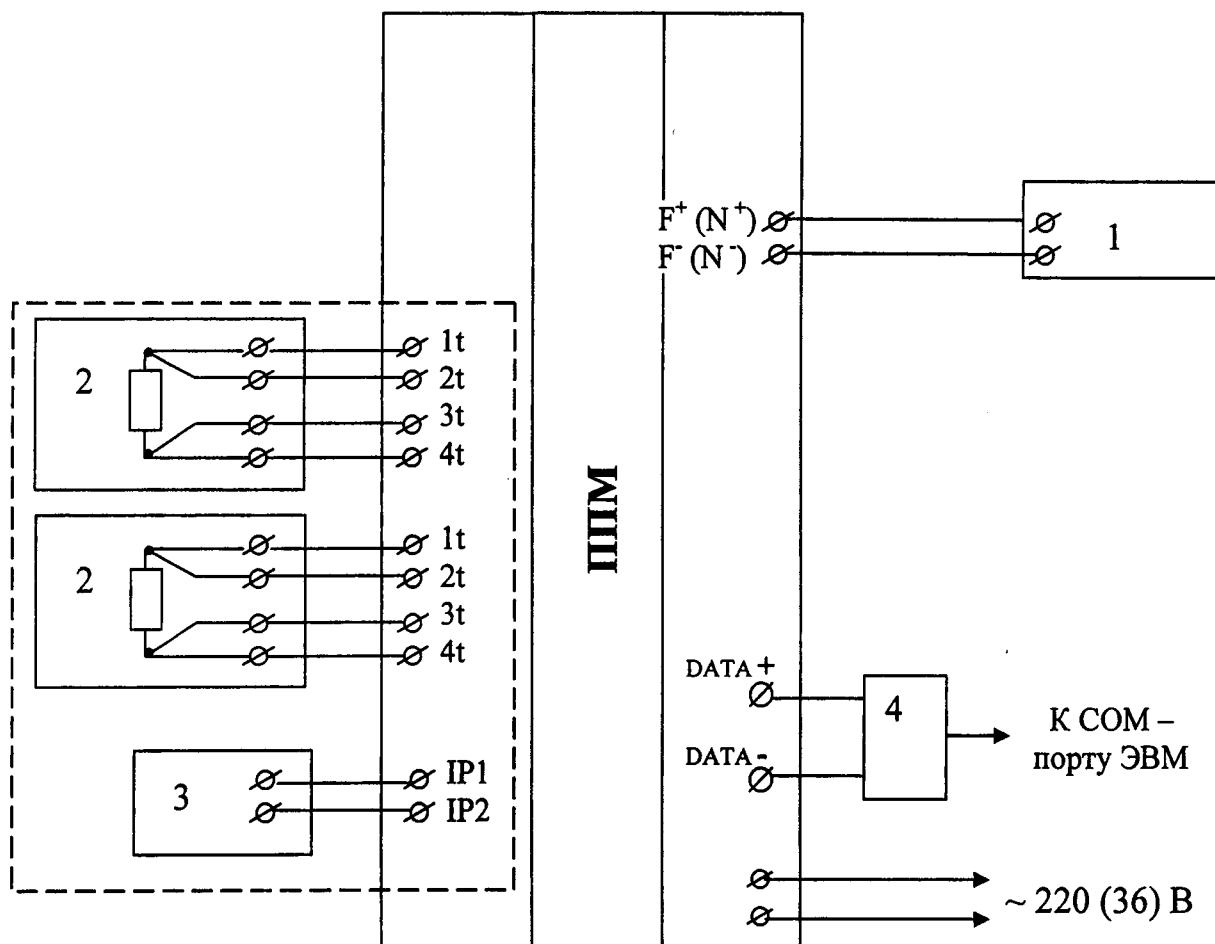 F⁺ (N⁺)
F⁻ (N⁻)
1
2
1t
2t
3t
4t
ППМ
2
1t
2t
3t
4t
DATA +
DATA -
4
К COM –
порту ЭВМ
3
IP1
IP2
~ 220 (36) В